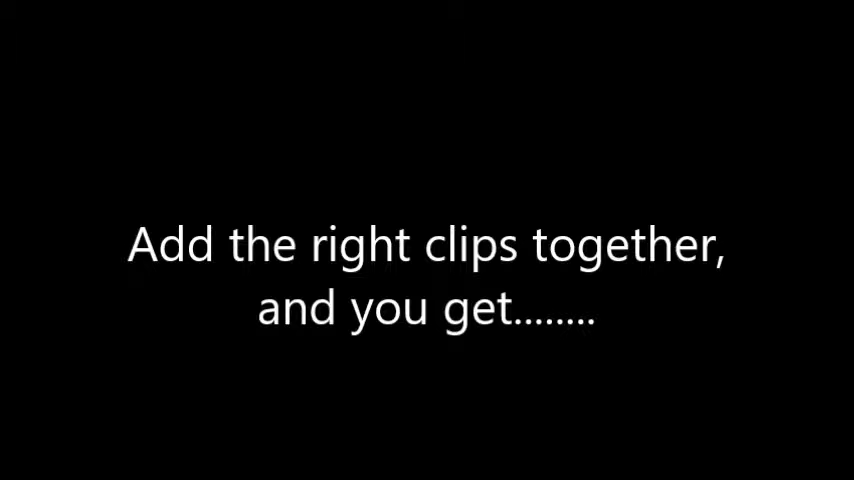 Add the right clips together,
and you get........